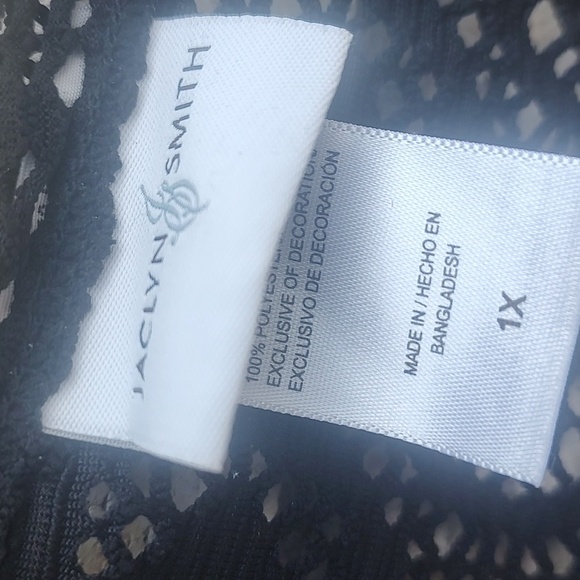 JACLYN SMITH
100% POLYESTER
EXCLUSIVE OF DECORATION
EXCLUSIVO DE DECORACIÓN
MADE IN / HECHO EN
BANGLADESH
1X